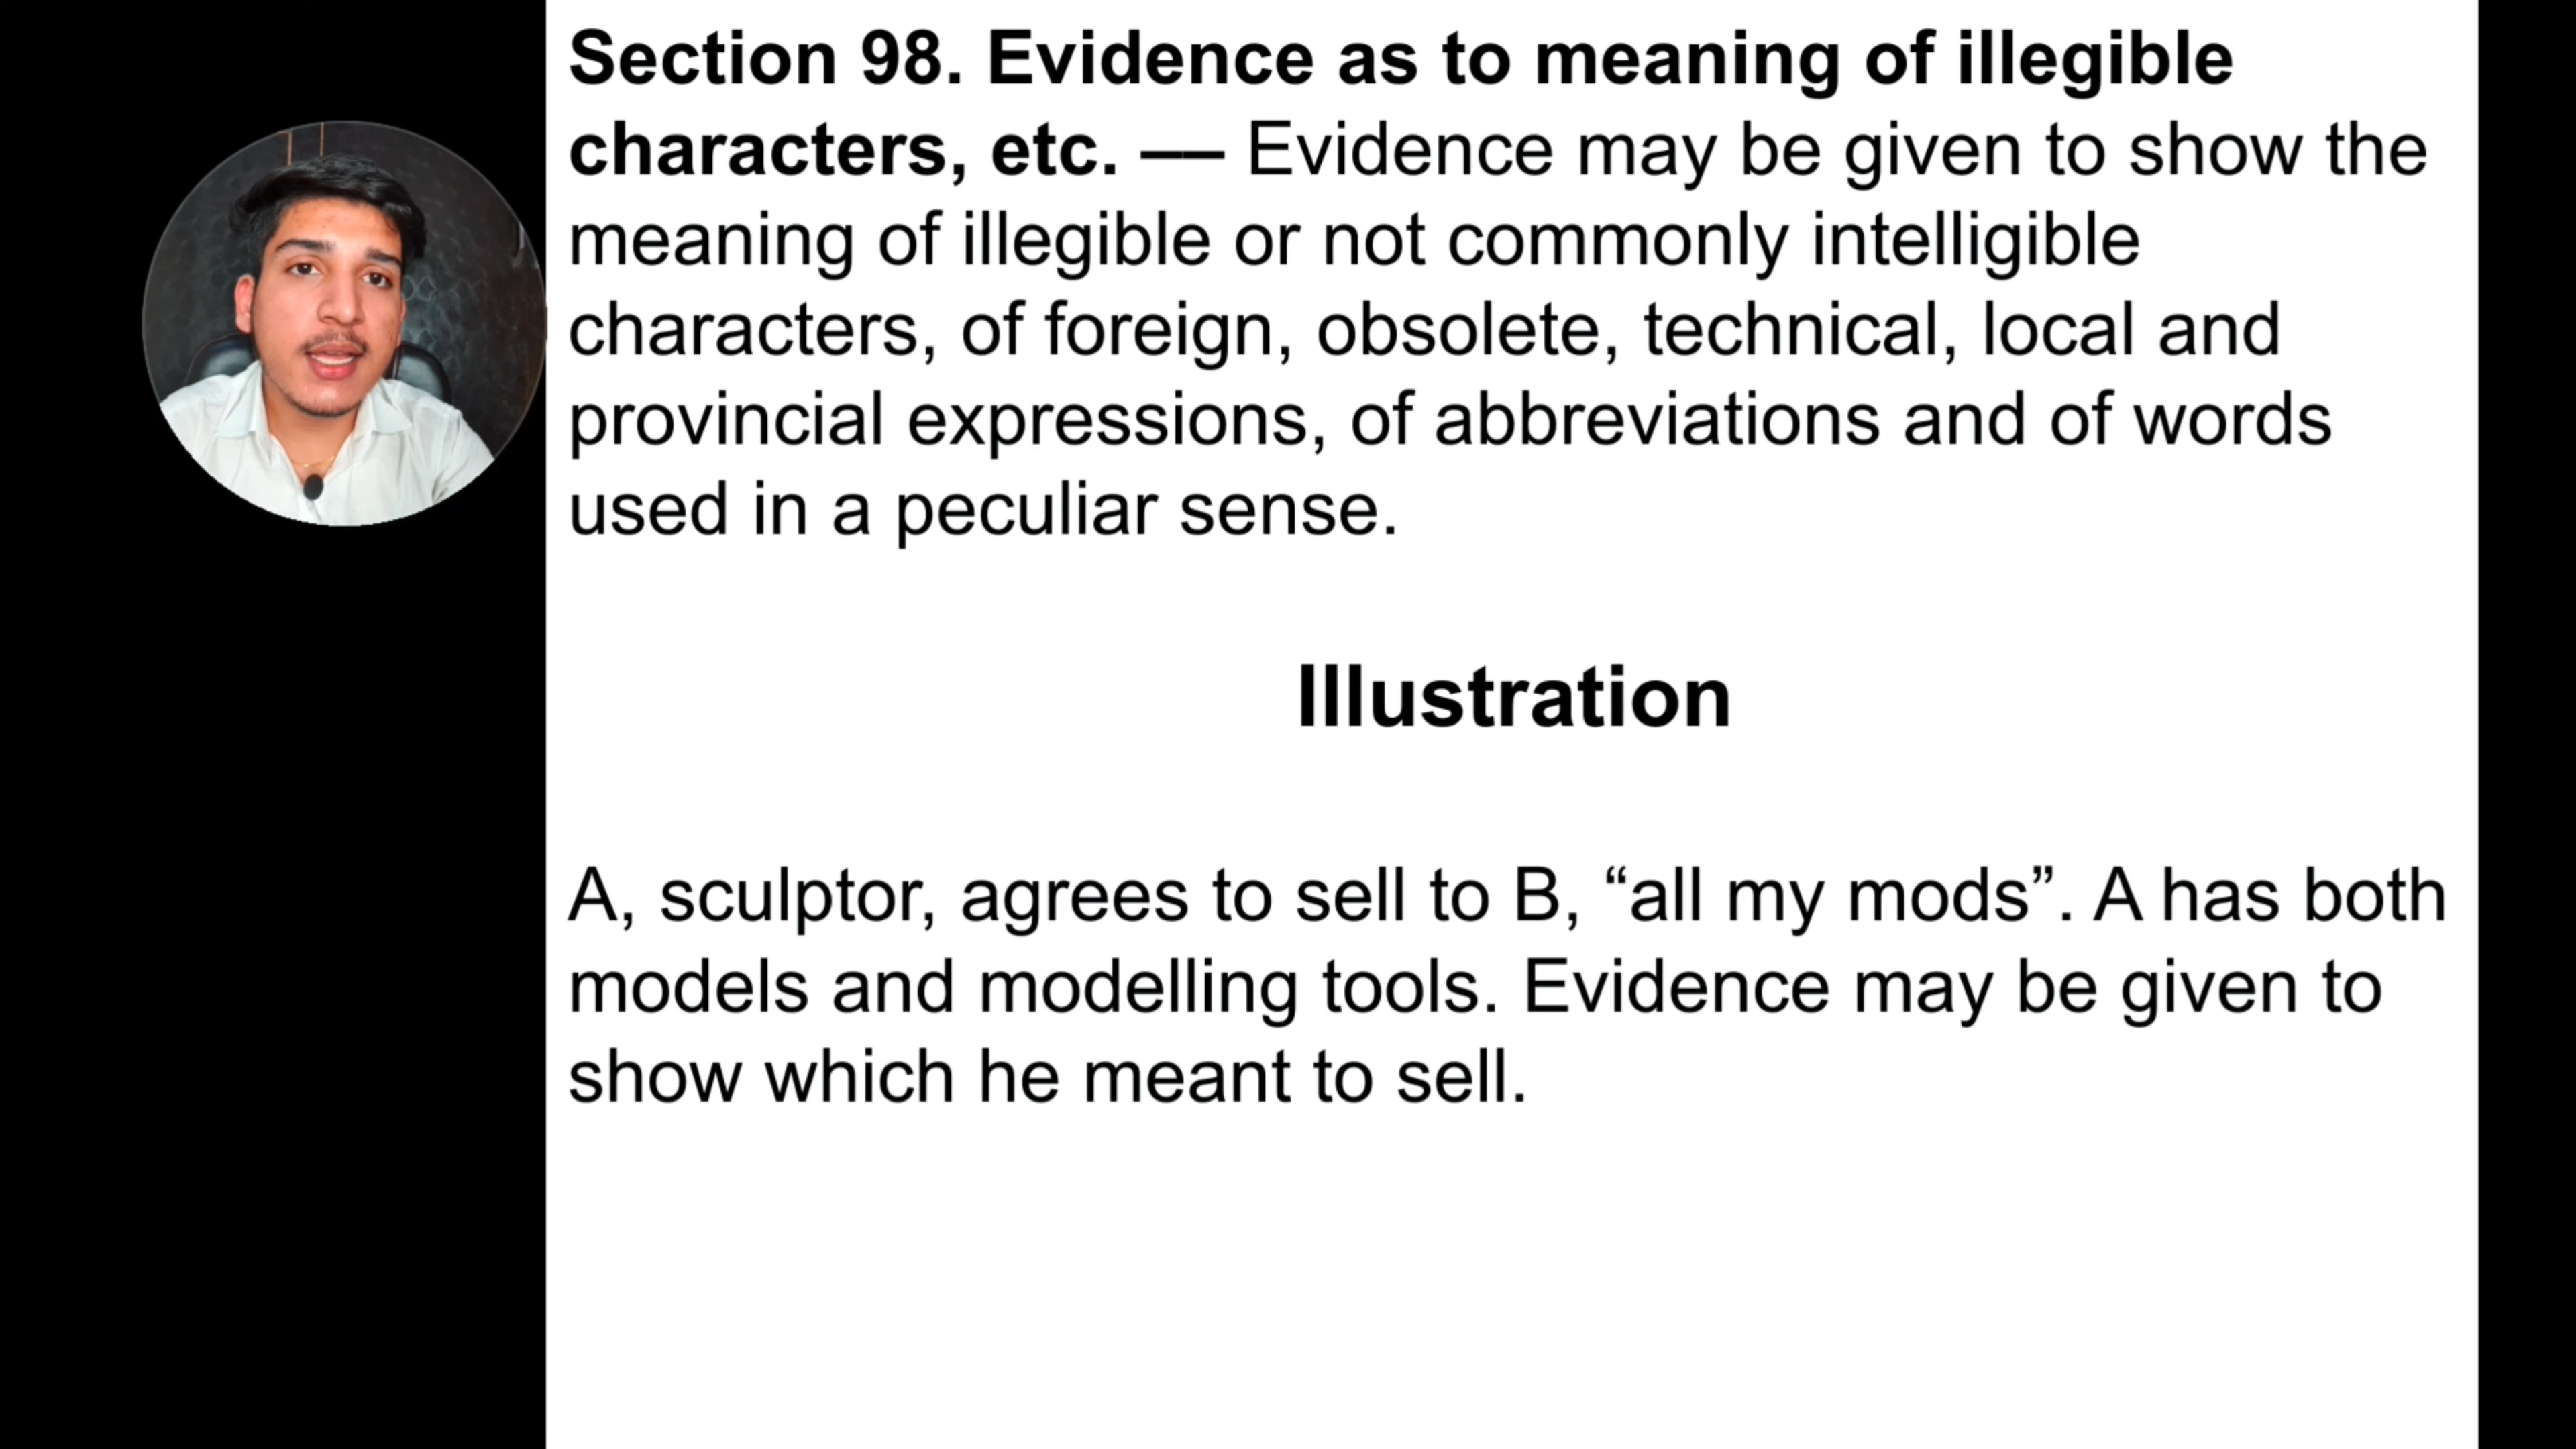 Section 98. Evidence as to meaning of illegible
characters, etc. –– Evidence may be given to show the
meaning of illegible or not commonly intelligible
characters, of foreign, obsolete, technical, local and
provincial expressions, of abbreviations and of words
used in a peculiar sense.
Illustration
A, sculptor, agrees to sell to B, “all my mods”. A has both
models and modelling tools. Evidence may be given to
show which he meant to sell.